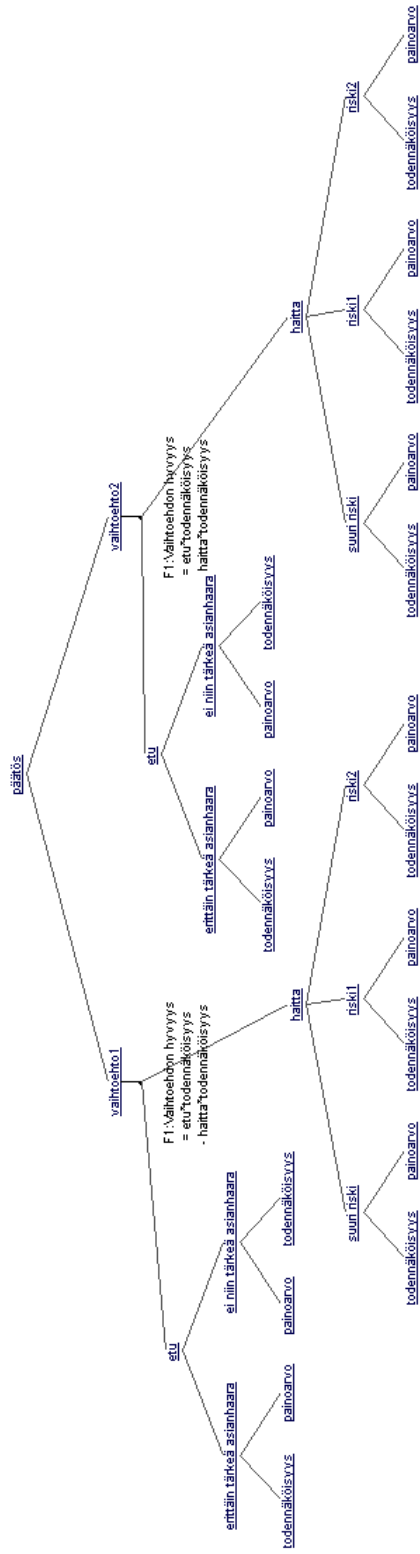 päätös
vaihtoehto1
vaihtoehto2
F1:Vaihtoehdon hyvyys
= etu*todennäköisyys
- haitta*todennäköisyys
F1:Vaihtoehdon hyvyys
= etu*todennäköisyys
haitta*todennäköisyys
etu
etu
erittäin tärkeä asianhaara
ei niin tärkeä asianhaara
erittäin tärkeä asianhaara
ei niin tärkeä asianhaara
todennäköisyys
painoarvo
painoarvo
todennäköisyys
todennäköisyys
painoarvo
painoarvo
todennäköisyys
haitta
haitta
suuri riski
riski1
riski2
suuri riski
riski1
riski2
todennäköisyys
painoarvo
todennäköisyys
painoarvo
todennäköisyys
painoarvo
todennäköisyys
painoarvo
todennäköisyys
painoarvo
todennäköisyys
painoarvo